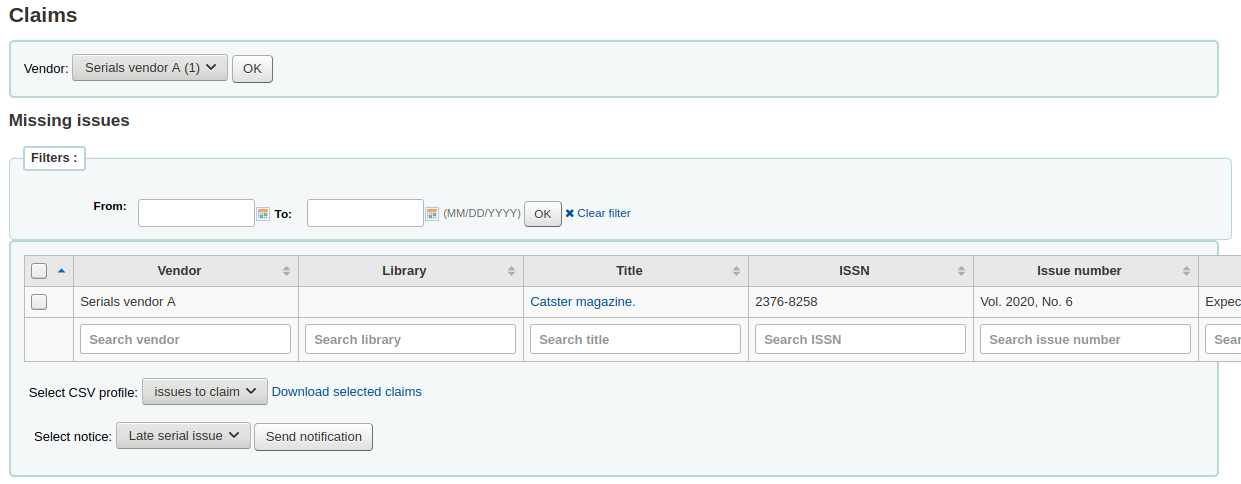 Claims
Vendor: Serials vendor A (1) OK
Missing issues
Filters :
From: To: (MM/DD/YYYY) OK Clear filter
Vendor Library Title ISSN Issue number
Serials vendor A Catster magazine. 2376-8258 Vol. 2020, No. 6 Expec
Search vendor Search library Search title Search ISSN Search issue number Sear
Select CSV profile: issues to claim Download selected claims
Select notice: Late serial issue Send notification